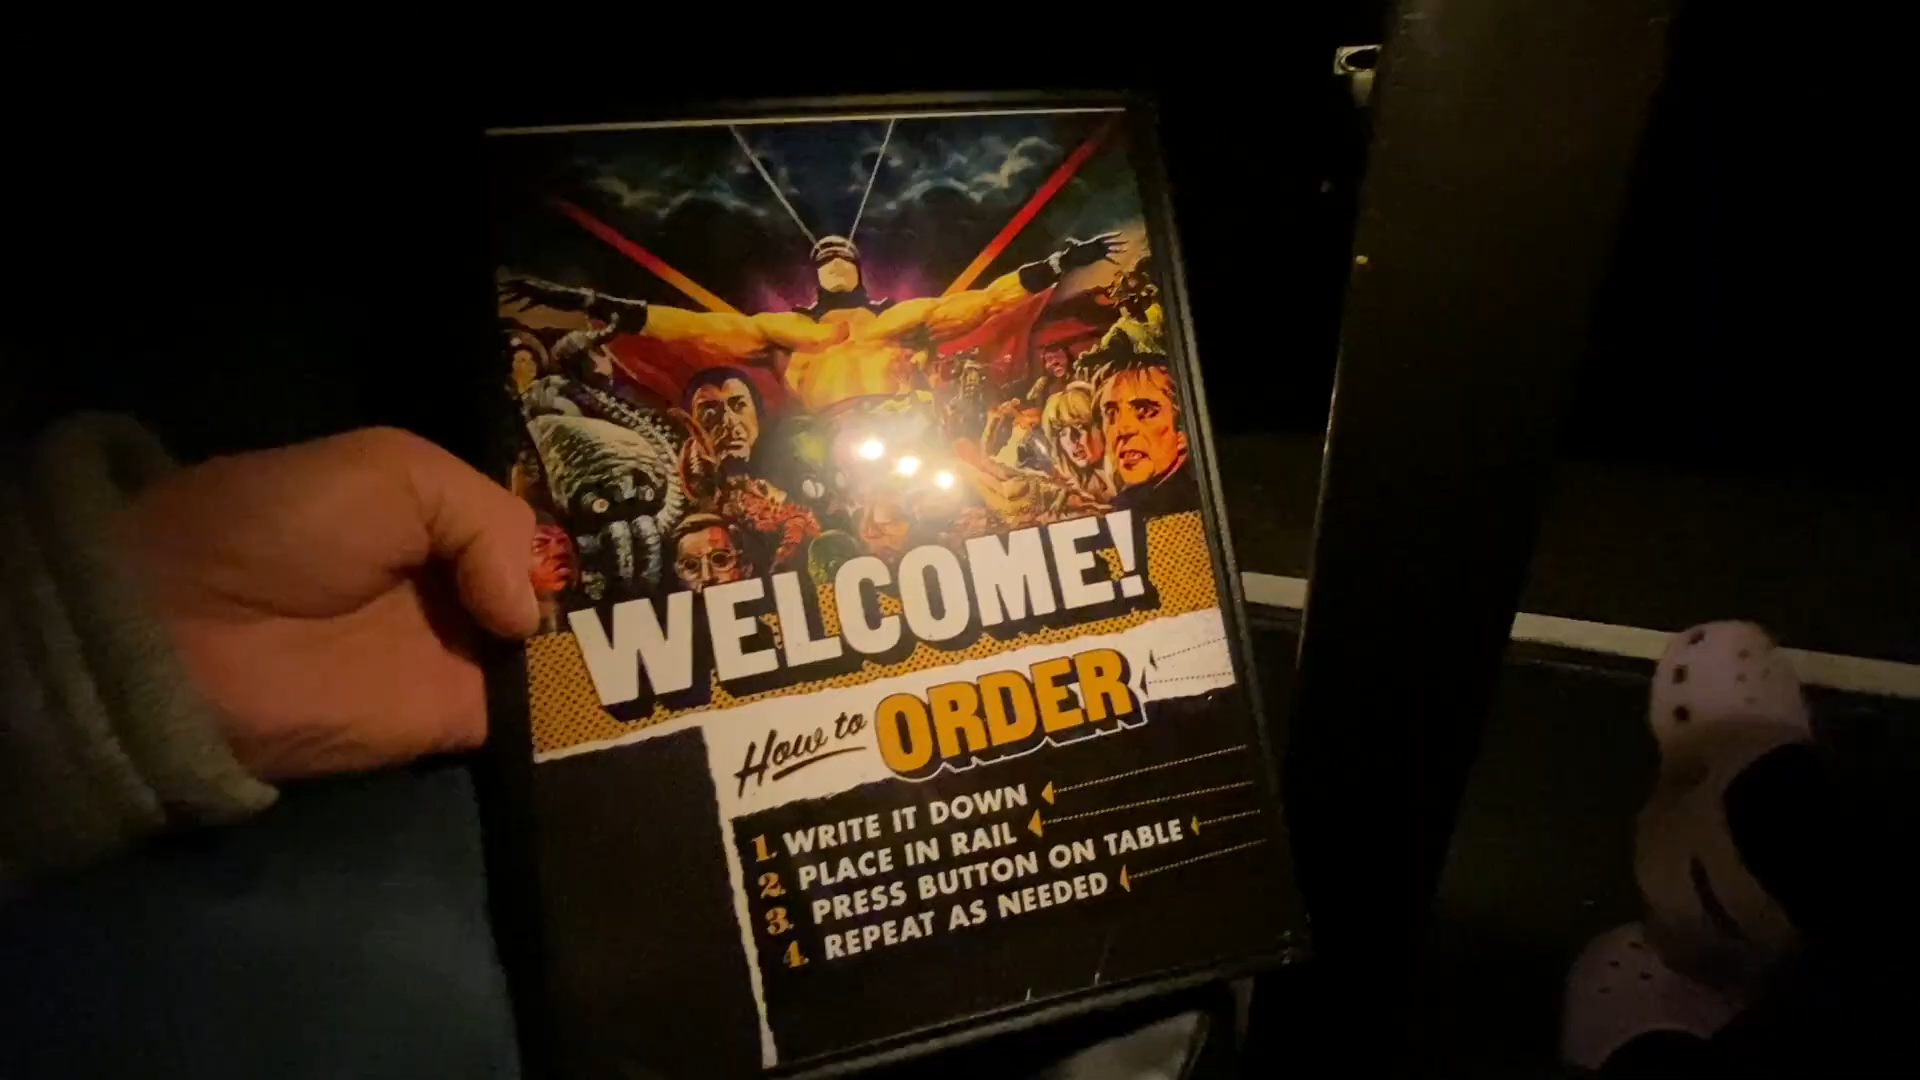 WELCOME!
How to ORDER
1. WRITE IT DOWN
2. PLACE IN RAIL
3. PRESS BUTTON ON TABLE
4. REPEAT AS NEEDED